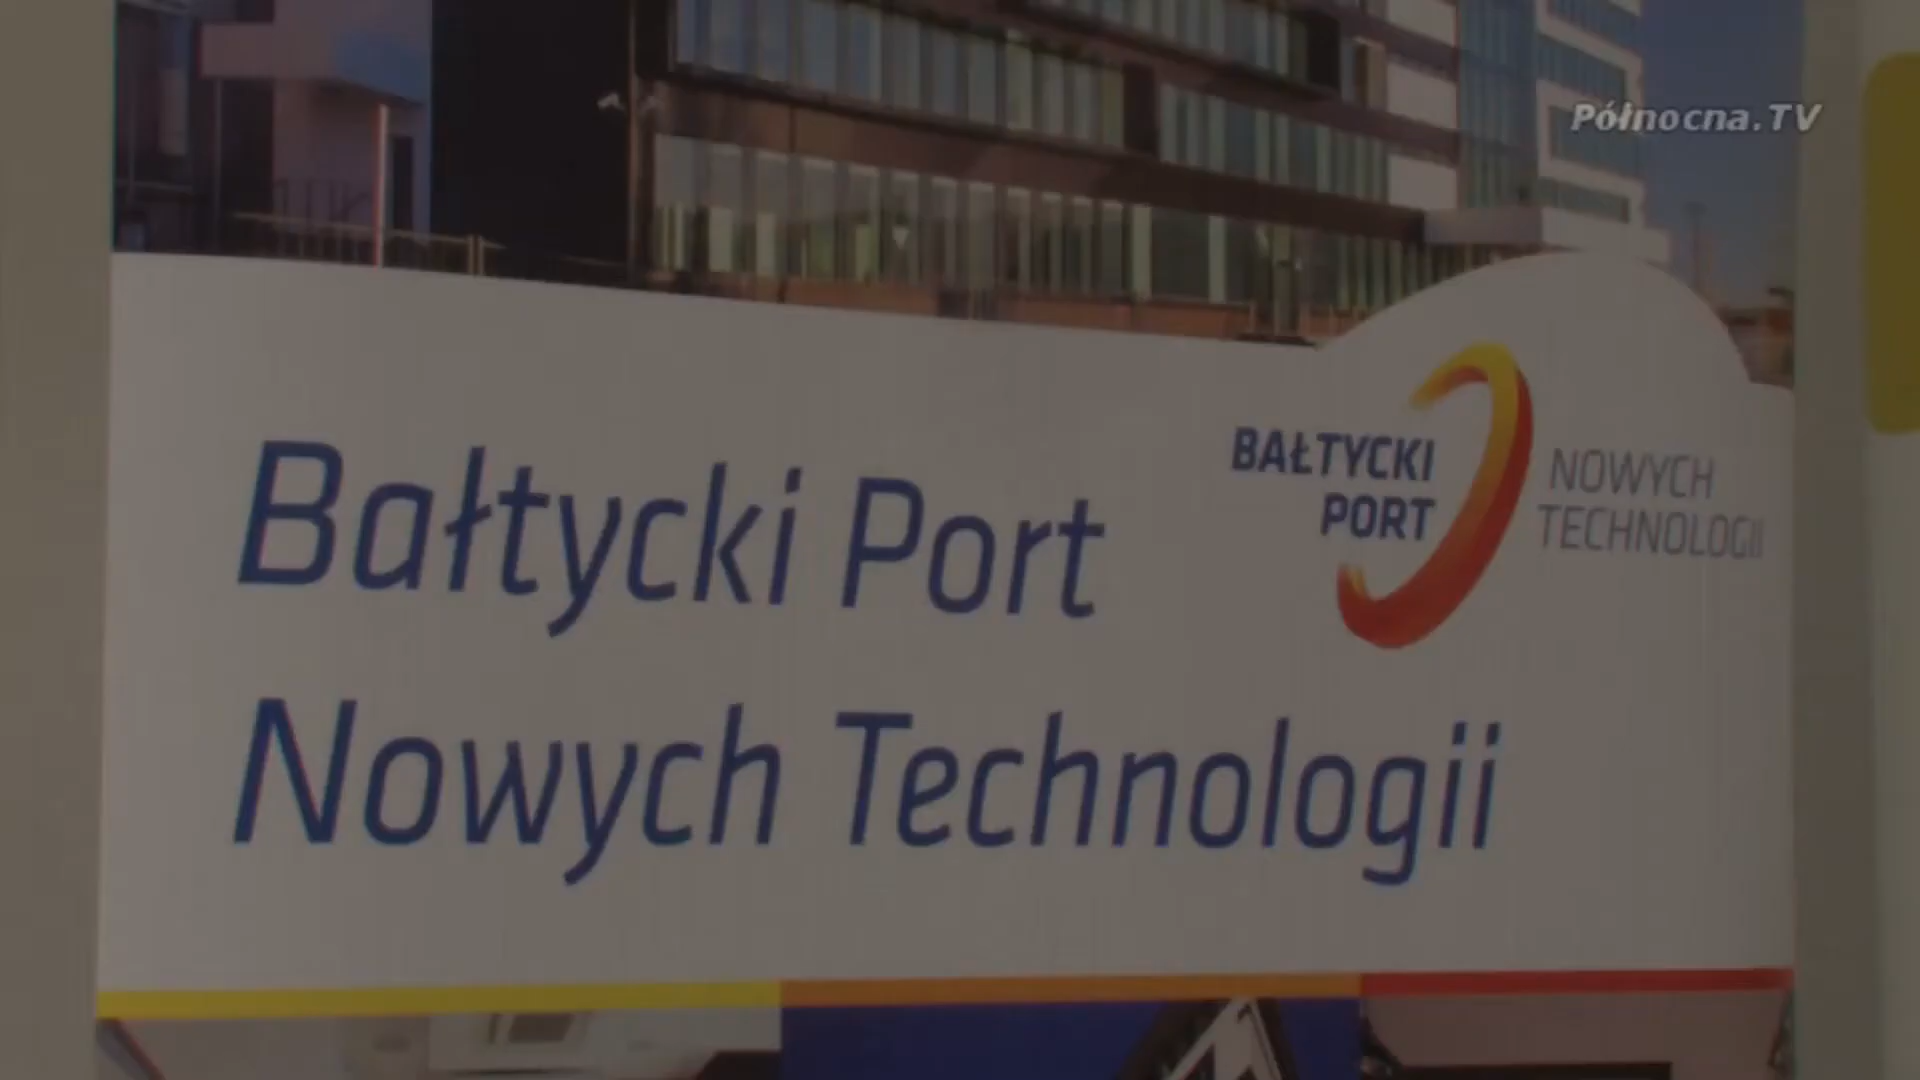 Północna.TV
BAŁTYCKI
PORT
NOWYCH
TECHNOLOGII
Bałtycki Port
Nowych Technologii